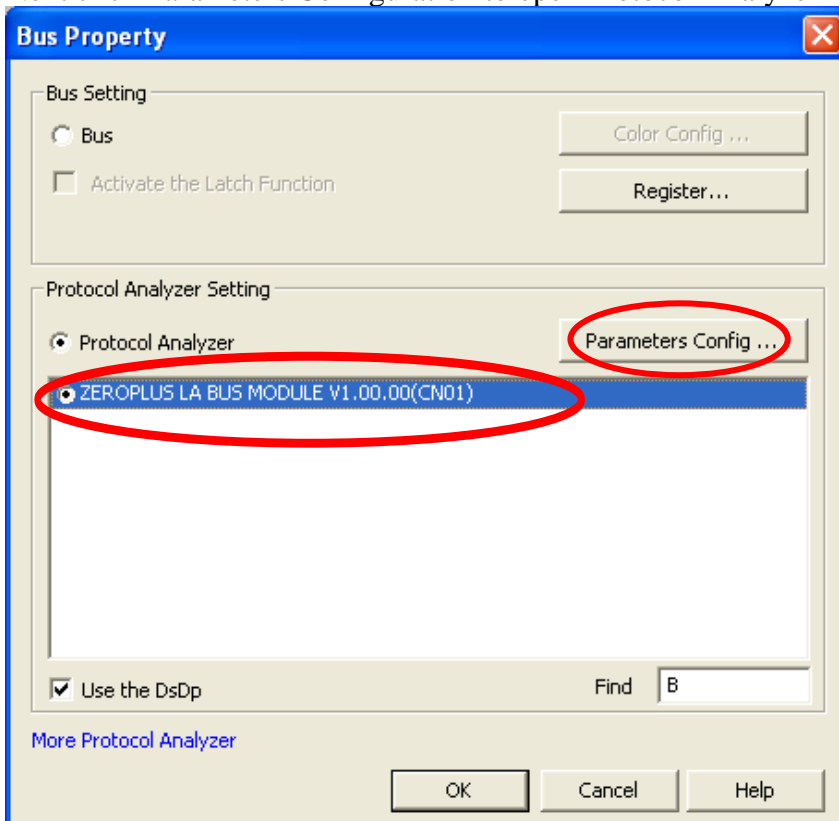 Bus Property
Bus Setting
Bus
Color Config ...
Activate the Latch Function
Register...
Protocol Analyzer Setting
Protocol Analyzer
Parameters Config ...
ZEROPLUS LA BUS MODULE V1.00.00(CN01)
Use the DsDp
Find B
More Protocol Analyzer
OK Cancel Help